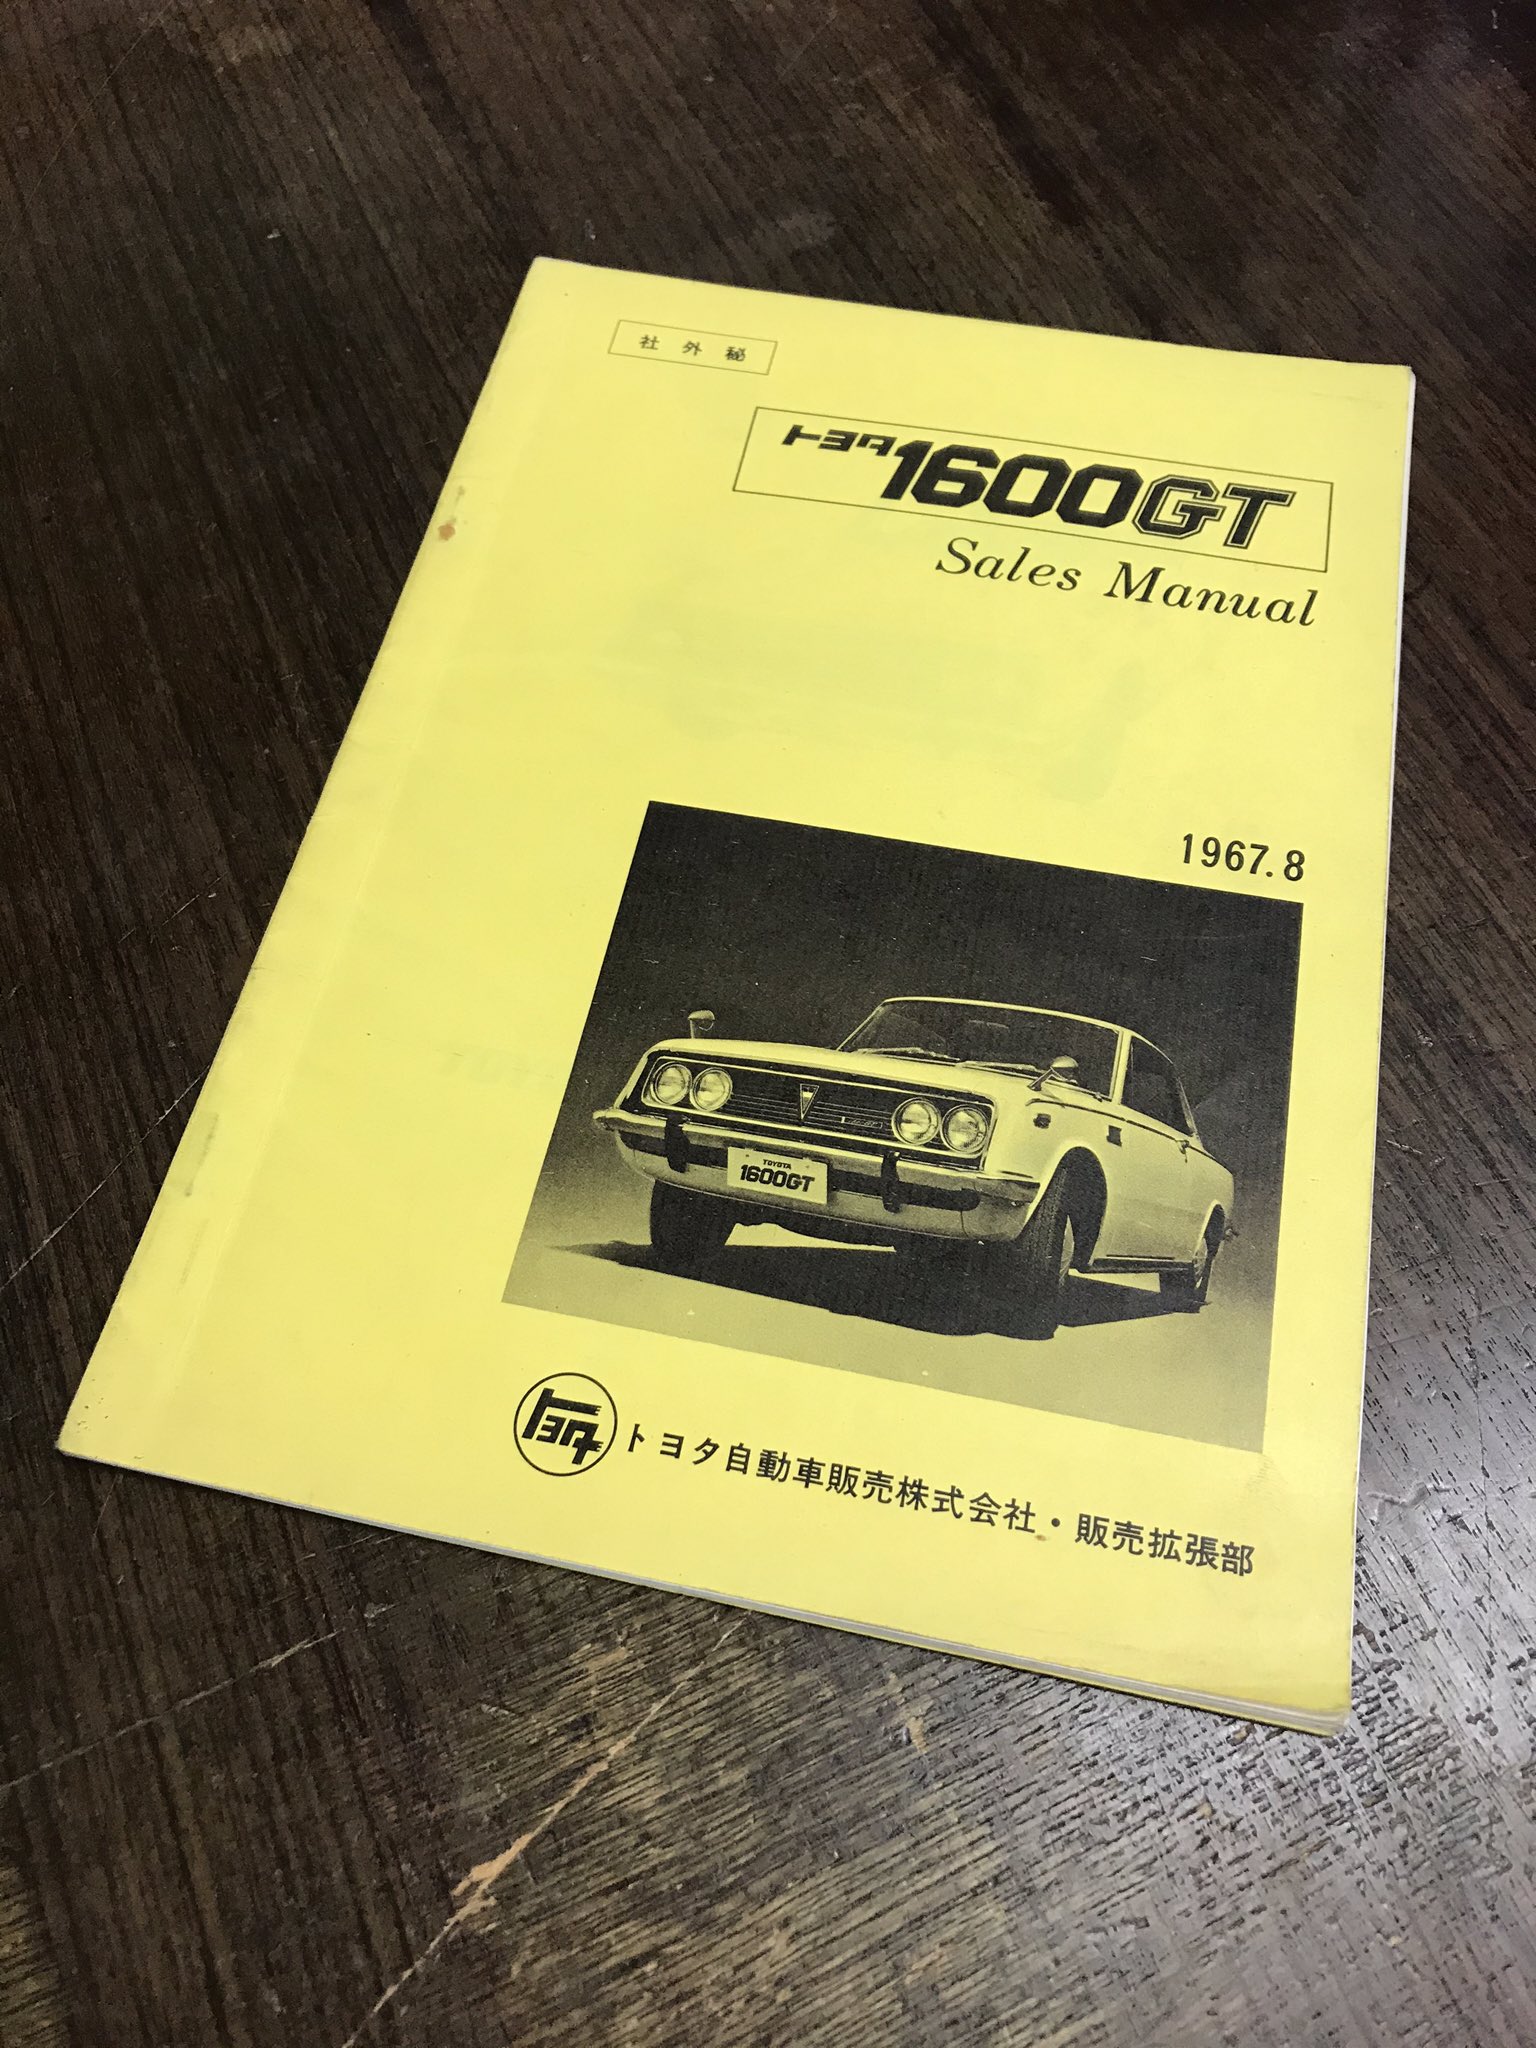 社外秘
トヨタ1600GT
Sales Manual
1967.8
TOYOTA
1600GT
トヨタ
トヨタ自動車販売株式会社・販売拡張部